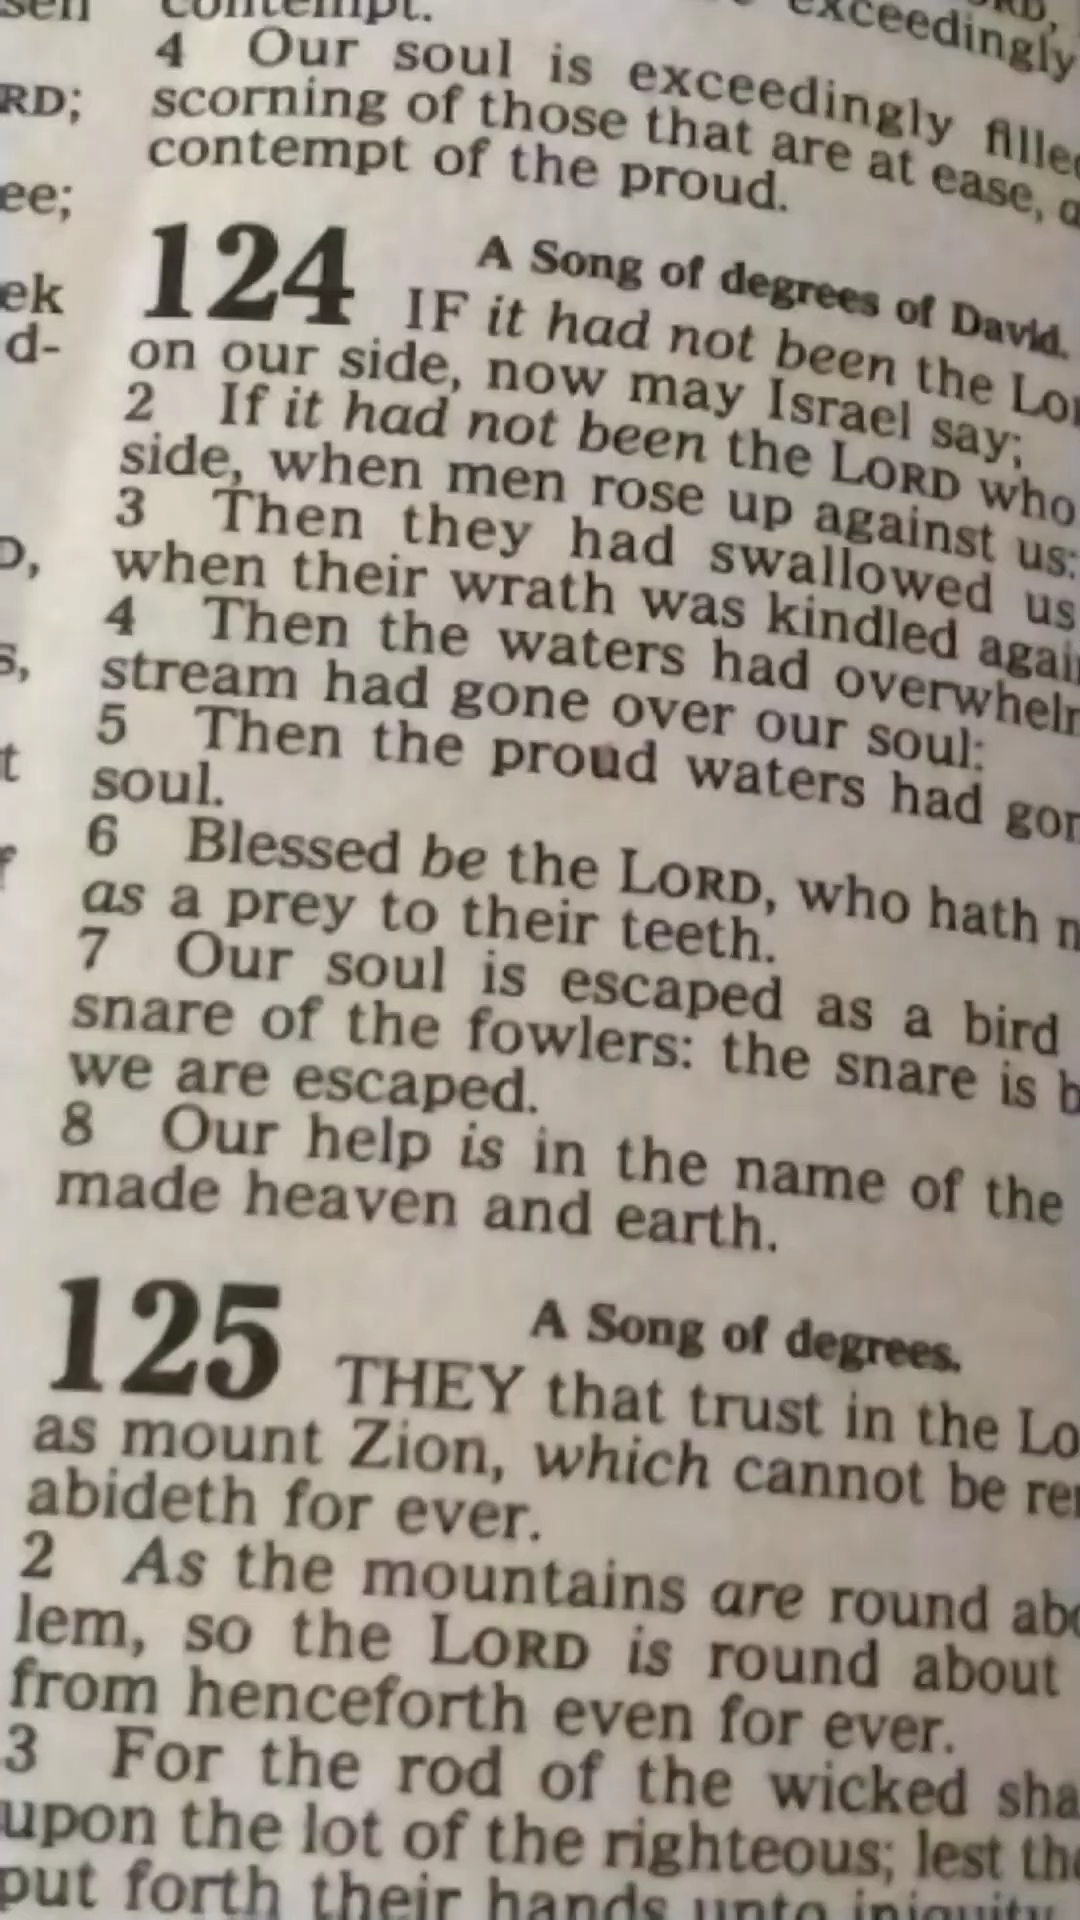 sen
contempt.
exceedingly
4 Our soul is exceedingly
RD;
scorning of those that are at ease,
contempt of the proud.
ee;
124
A Song of degrees of David.
ek
IF it had not been the
d-
on our side, now may Israel say;
2 If it had not been the LORD who
side, when men rose up against us:
3 Then they had swallowed us
when their wrath was kindled
4 Then the waters had
stream had gone over our soul:
5 Then the proud waters had
soul.
6 Blessed be the LORD, who hath
as a prey to their teeth.
7 Our soul is escaped as a bird
snare of the fowlers: the snare is
we are escaped.
8 Our help is in the name of the
made heaven and earth.
125
A Song of degrees.
THEY that trust in the
as mount Zion, which cannot be
abideth for ever.
2 As the mountains are round
lem, so the LORD is round about
from henceforth even for ever.
3 For the rod of the wicked
upon the lot of the righteous; lest
put forth their hands unto iniquity